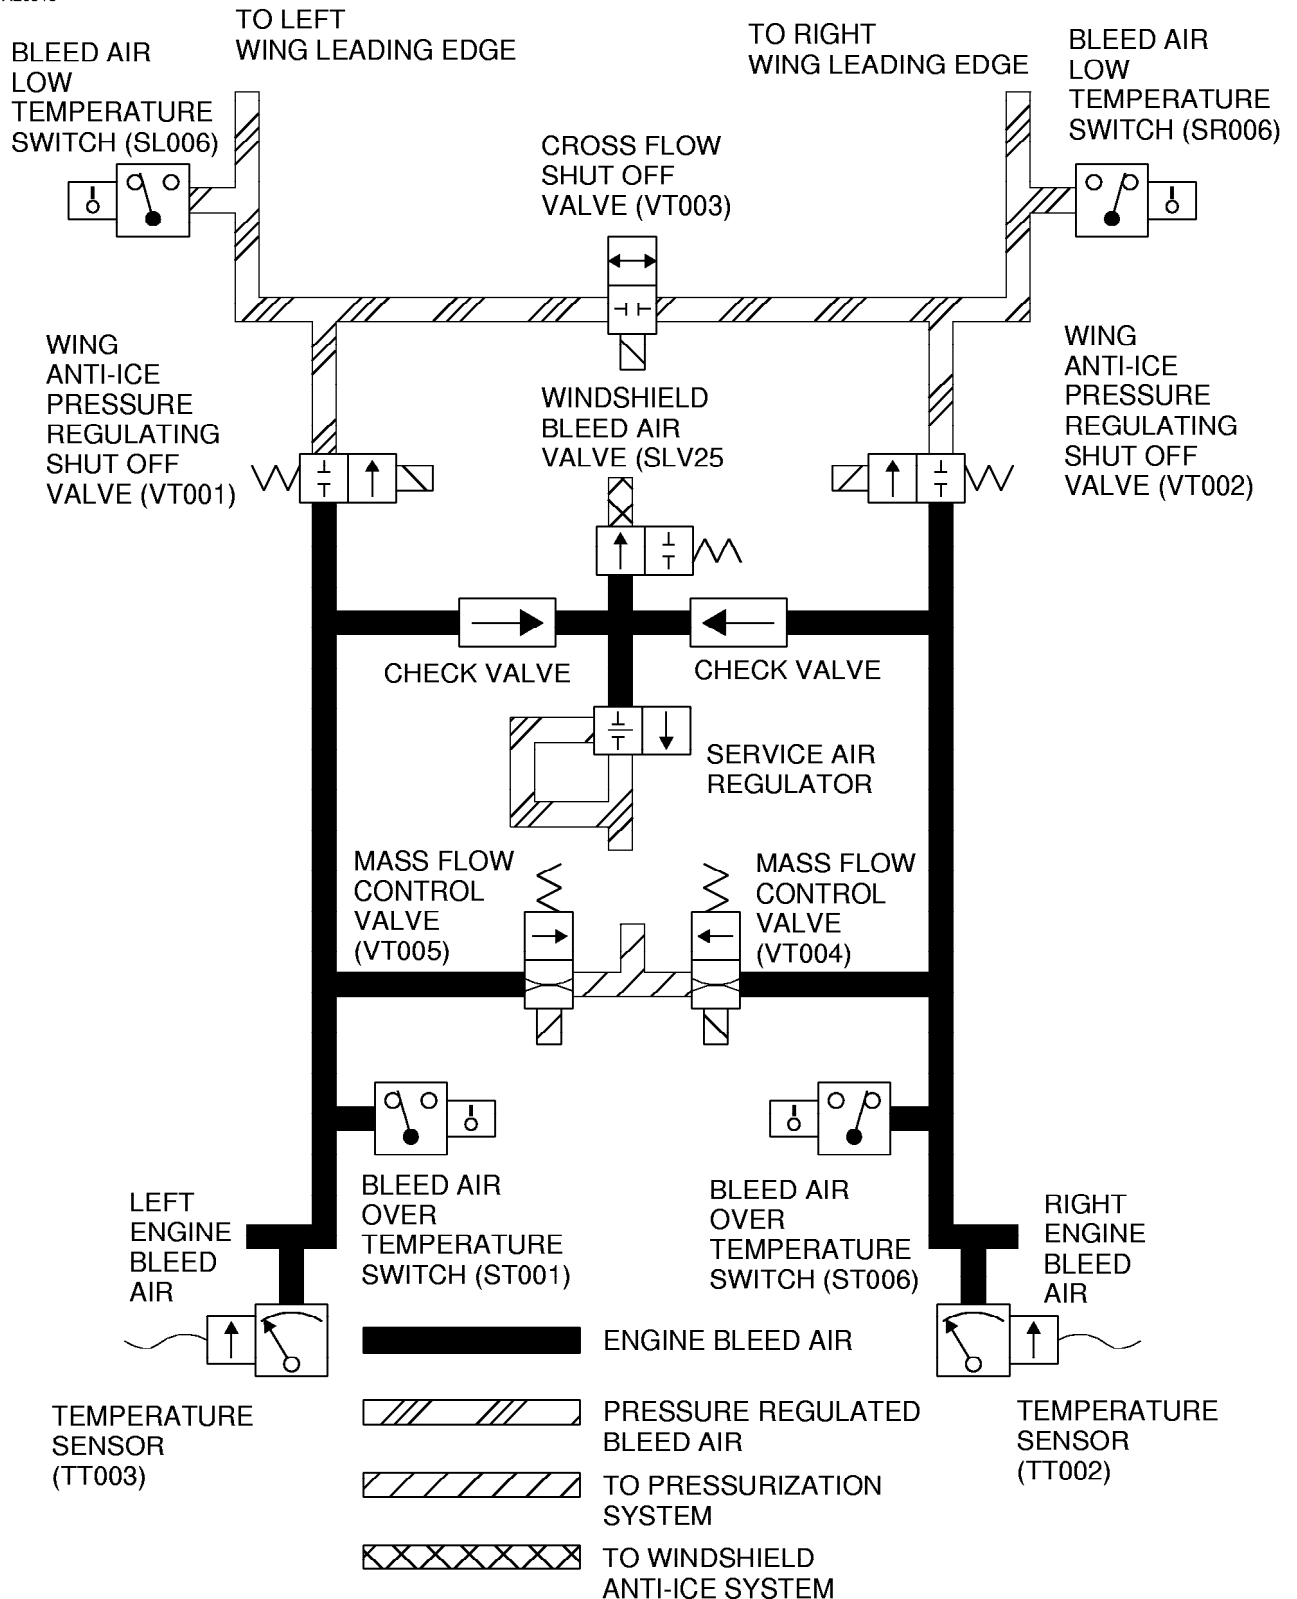 TO LEFT
WING LEADING EDGE
TO RIGHT
WING LEADING EDGE
BLEED AIR
LOW
TEMPERATURE
SWITCH (SL006)
BLEED AIR
LOW
TEMPERATURE
SWITCH (SR006)
CROSS FLOW
SHUT OFF
VALVE (VT003)
WING
ANTI-ICE
PRESSURE
REGULATING
SHUT OFF
VALVE (VT001)
WINDSHIELD
BLEED AIR
VALVE (SLV25
WING
ANTI-ICE
PRESSURE
REGULATING
SHUT OFF
VALVE (VT002)
CHECK VALVE
CHECK VALVE
SERVICE AIR
REGULATOR
MASS FLOW
CONTROL
VALVE
(VT005)
MASS FLOW
CONTROL
VALVE
(VT004)
LEFT
ENGINE
BLEED
AIR
BLEED AIR
OVER
TEMPERATURE
SWITCH (ST001)
BLEED AIR
OVER
TEMPERATURE
SWITCH (ST006)
RIGHT
ENGINE
BLEED
AIR
TEMPERATURE
SENSOR
(TT003)
TEMPERATURE
SENSOR
(TT002)
ENGINE BLEED AIR
PRESSURE REGULATED
BLEED AIR
TO PRESSURIZATION
SYSTEM
TO WINDSHIELD
ANTI-ICE SYSTEM